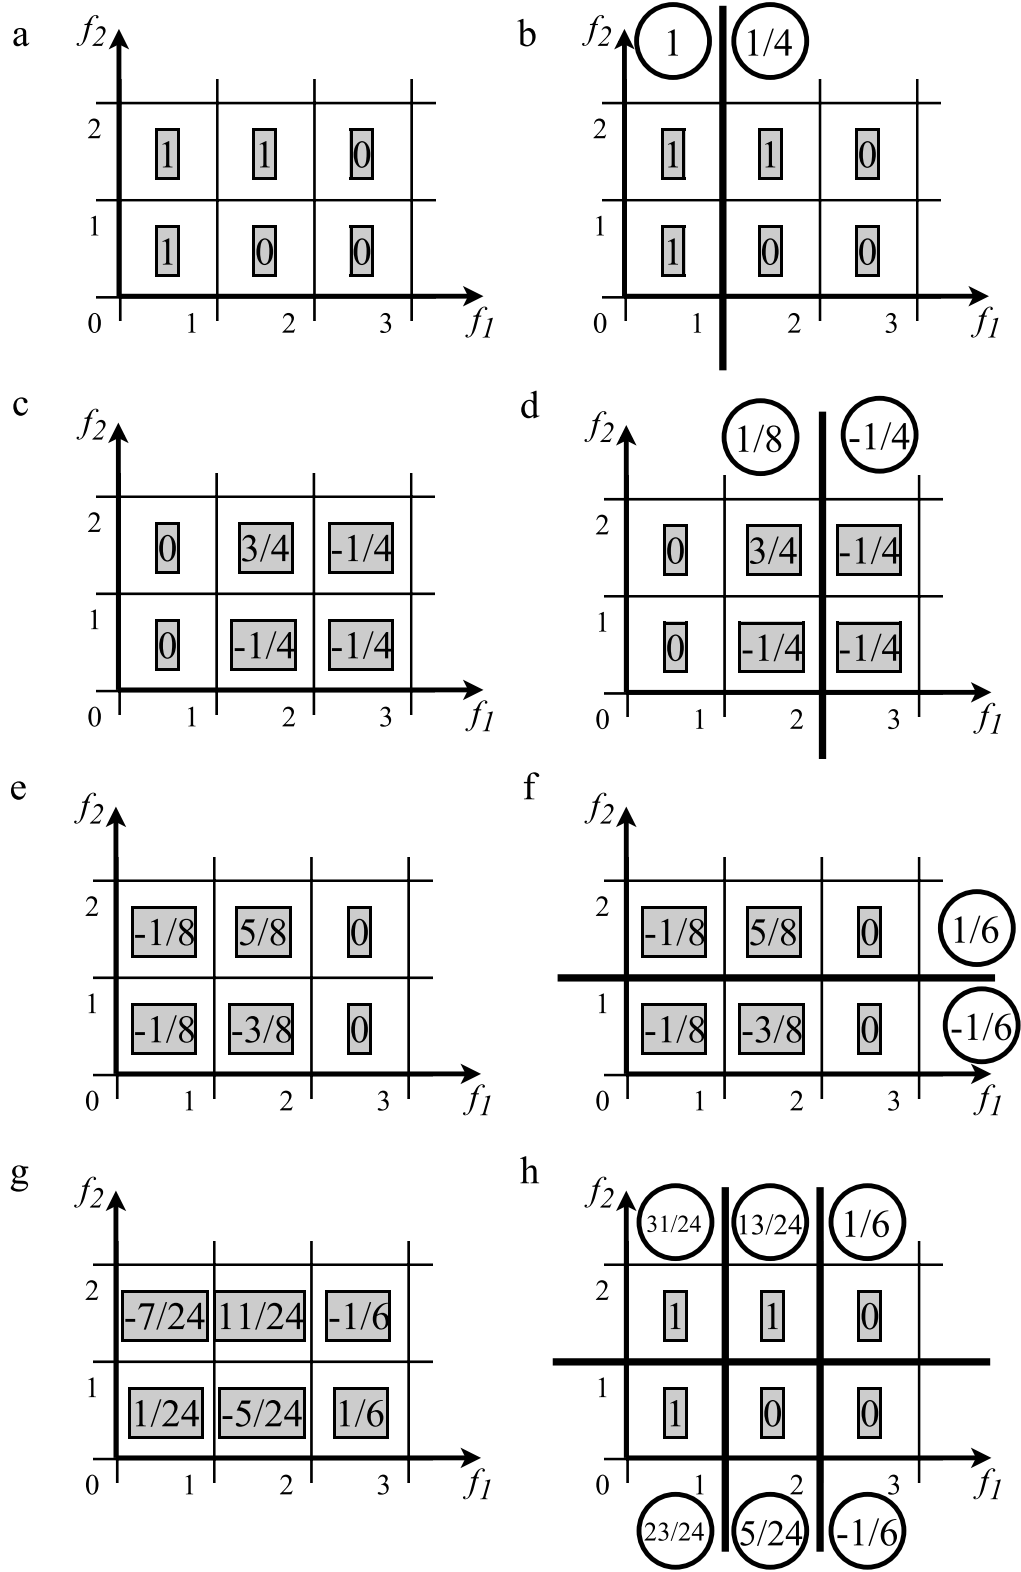 a
f2
2
1 1 0
1
1 0 0
0 1 2 3 f1
b
f2
1 1/4
2
1 1 0
1
1 0 0
0 1 2 3 f1
c
f2
2
0 3/4 -1/4
1
0 -1/4 -1/4
0 1 2 3 f1
d
f2
1/8 -1/4
2
0 3/4 -1/4
1
0 -1/4 -1/4
0 1 2 3 f1
e
f2
2
-1/8 5/8 0
1
-1/8 -3/8 0
0 1 2 3 f1
f
f2
2
-1/8 5/8 0 1/6
1
-1/8 -3/8 0 -1/6
0 1 2 3 f1
g
f2
2
-7/24 11/24 -1/6
1
1/24 -5/24 1/6
0 1 2 3 f1
h
f2
31/24 13/24 1/6
2
1 1 0
1
1 0 0
0 1 2 3 f1
23/24 5/24 -1/6